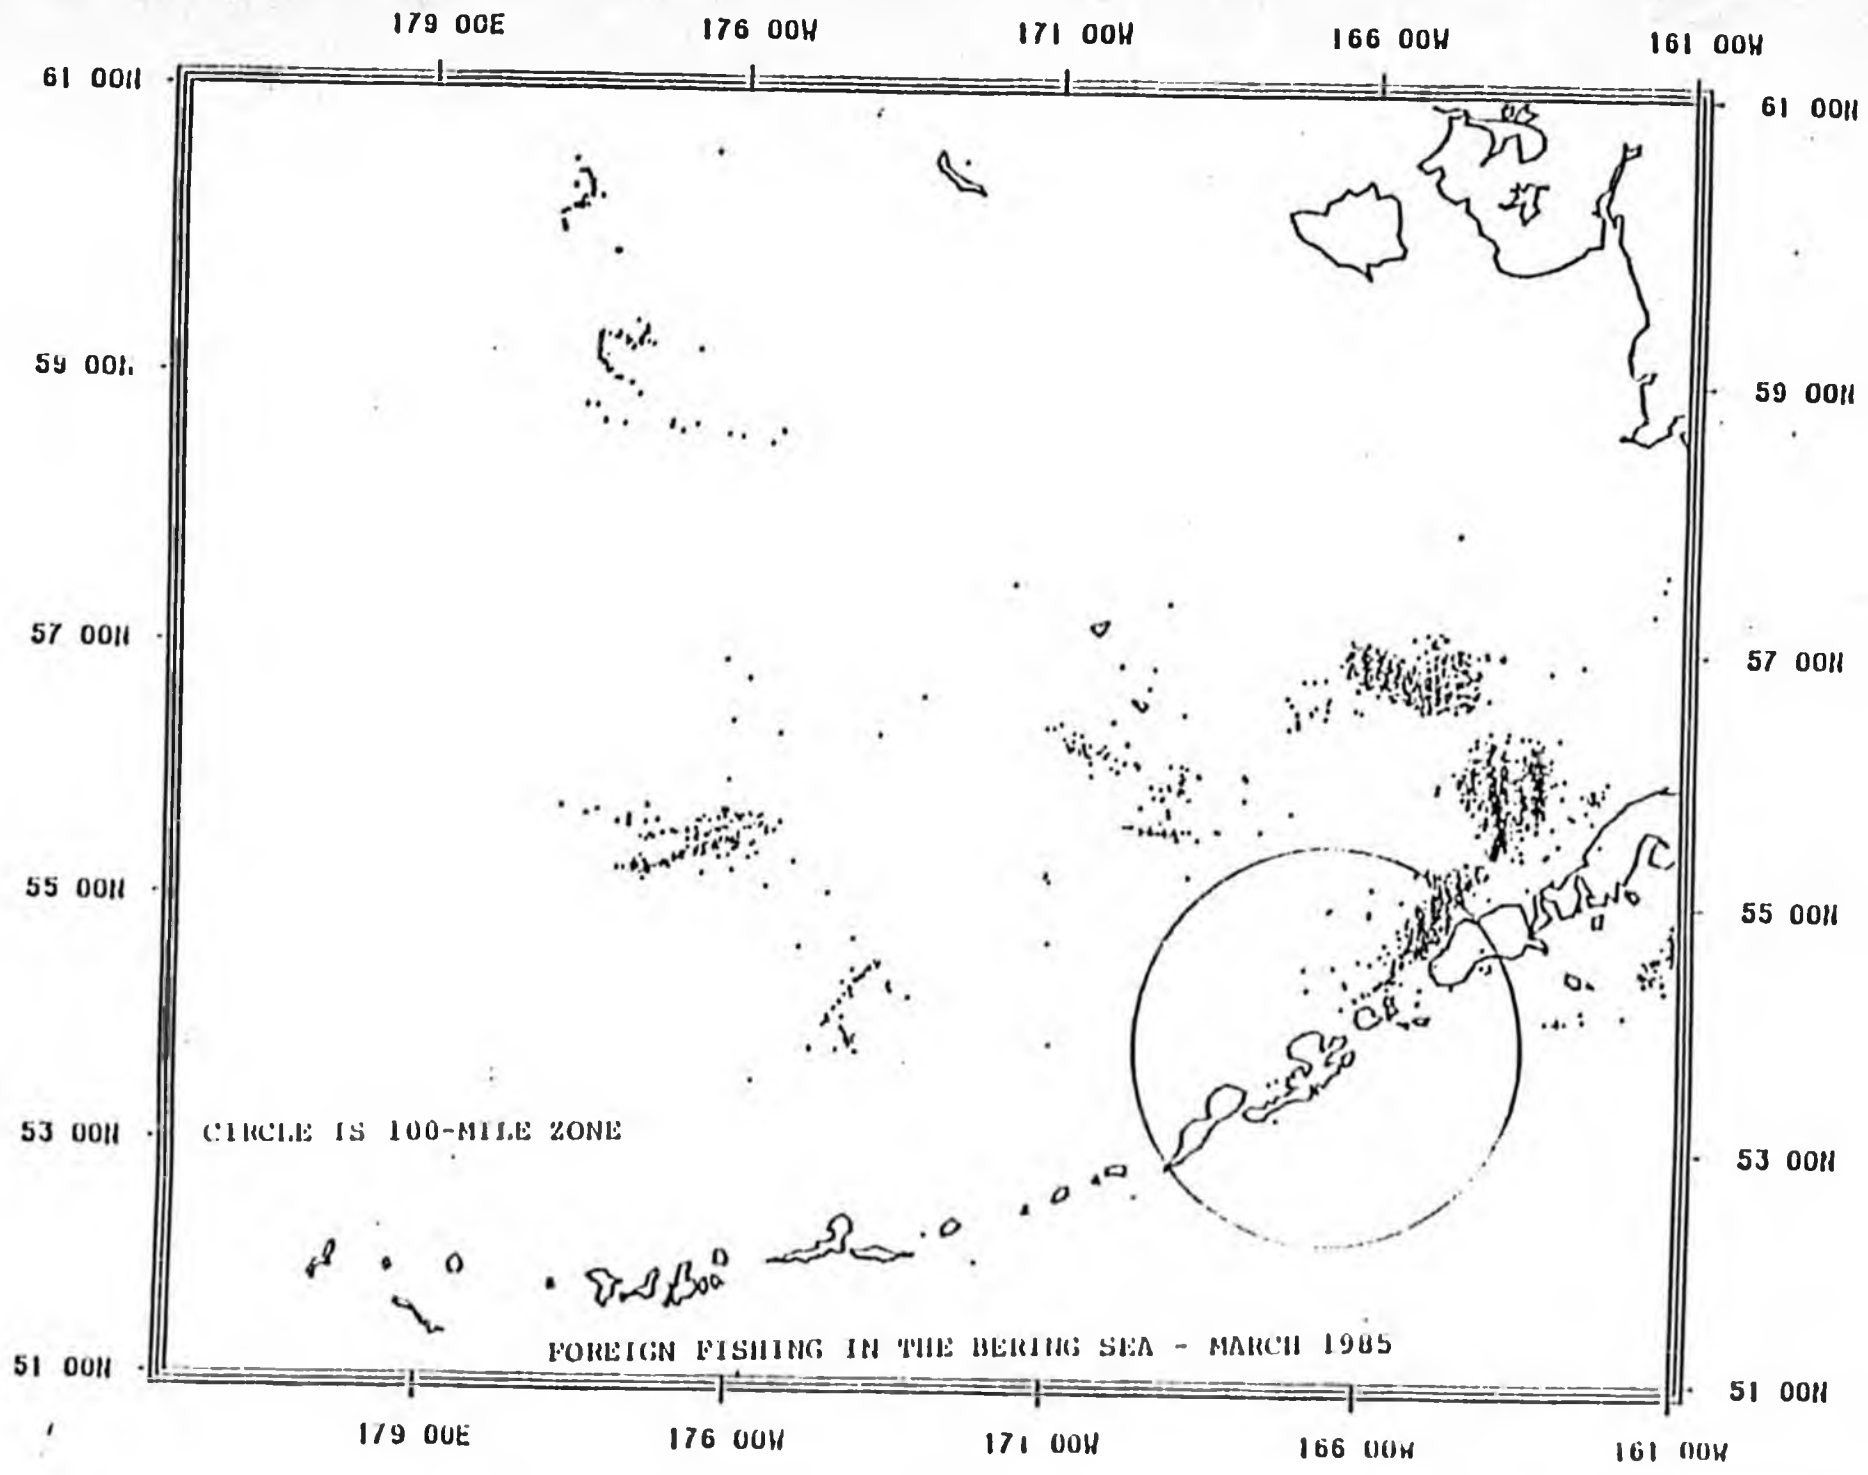 179 00E 176 00W 171 00W 166 00W 161 00W
61 00N 61 00N
59 00N 59 00N
57 00N 57 00N
55 00N 55 00N
53 00N CIRCLE IS 100-MILE ZONE 53 00N
FOREIGN FISHING IN THE BERING SEA - MARCH 1985
51 00N 51 00N
179 00E 176 00W 171 00W 166 00W 161 00W